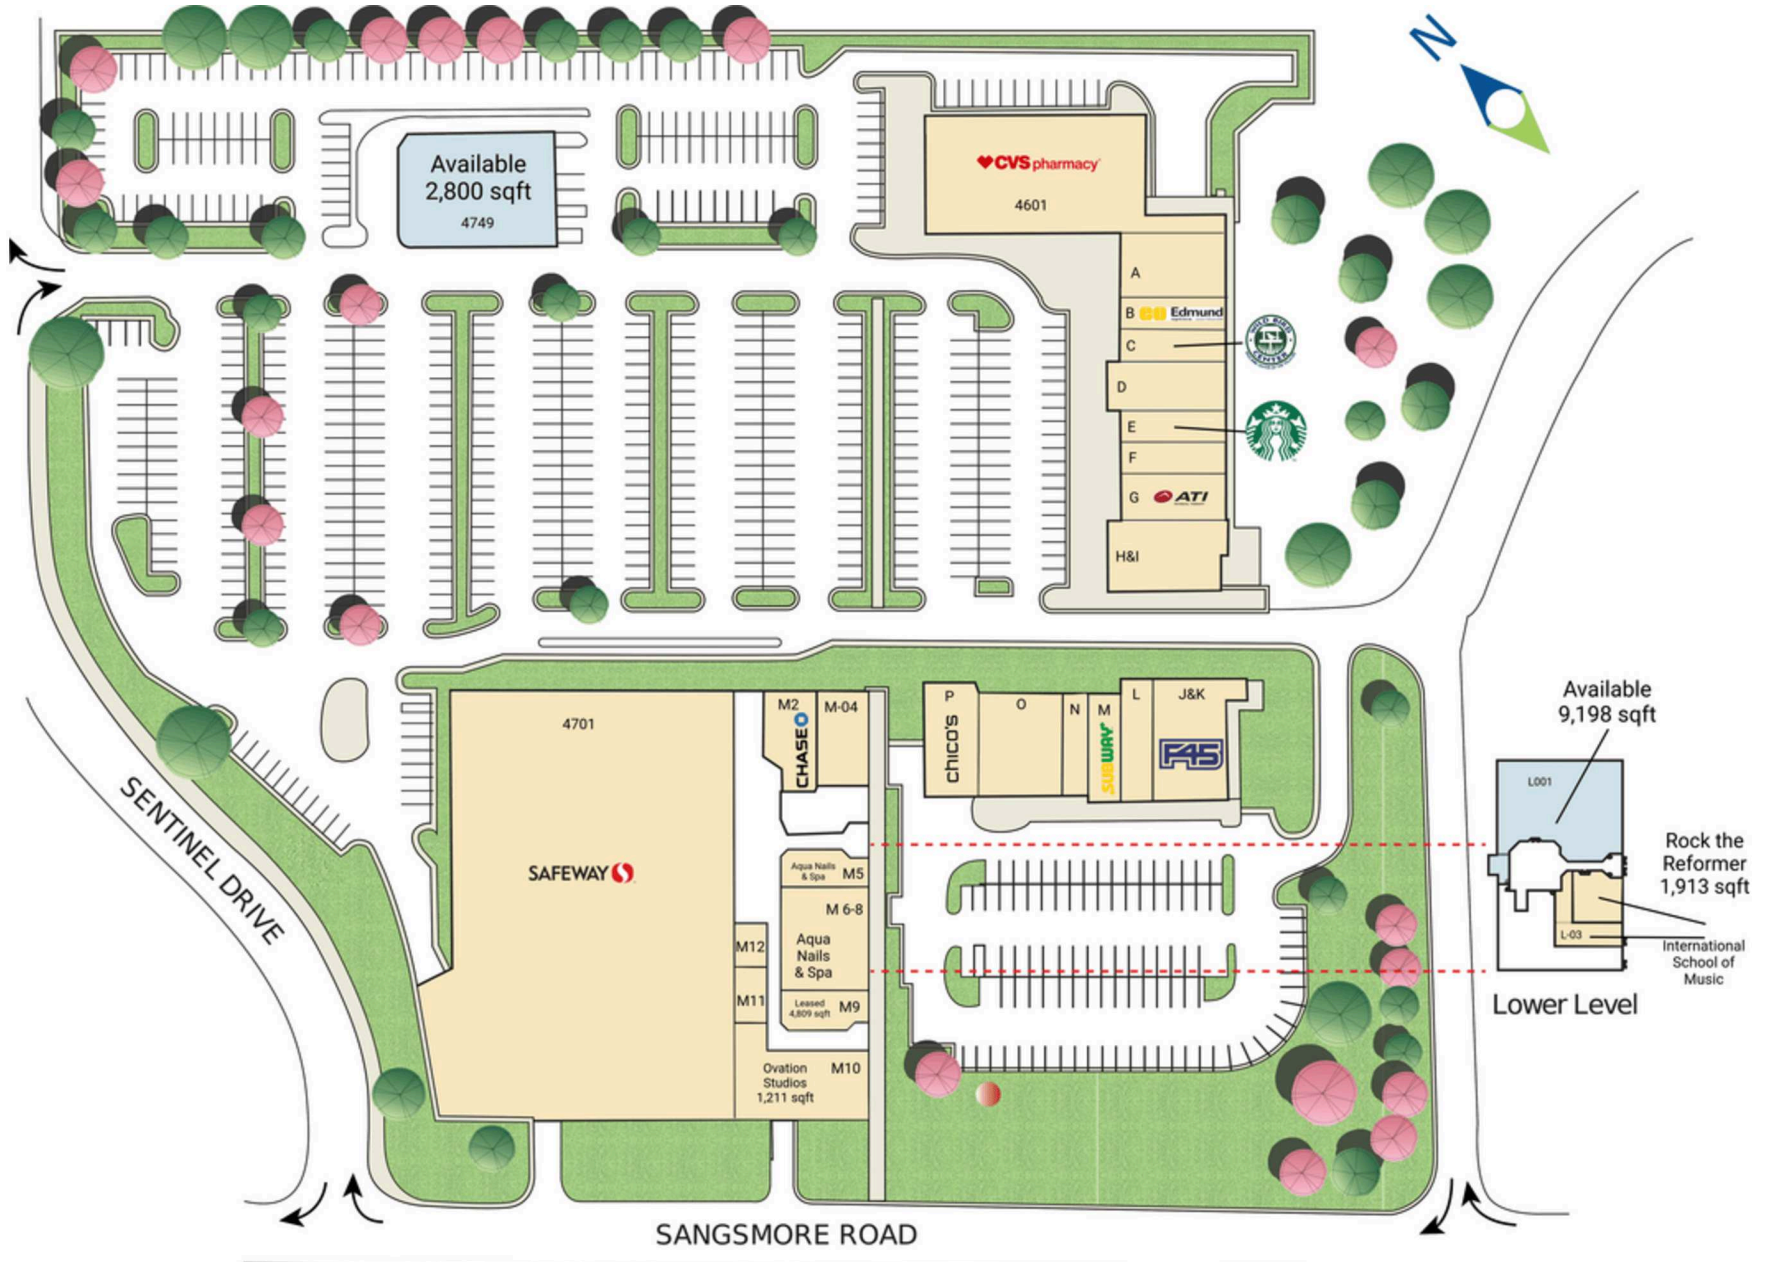 N
Available
2,800 sqft
4749
CVS pharmacy
4601
A
B Edmund
C
WILD BIRD
CENTER
D
E
F
G ATI
H&I
4701
SAFEWAY
M2
CHASE
M-04
P
chico's
O
N
M
SUBWAY
L
J&K
F45
Aqua Nails
& Spa
M5
M 6-8
Aqua
Nails
& Spa
M12
M11
Leased
4,809 sqft
M9
Ovation
Studios
1,211 sqft
M10
Available
9,198 sqft
L001
Rock the
Reformer
1,913 sqft
L-03
International
School of
Music
Lower Level
SENTINEL DRIVE
SANGSMORE ROAD